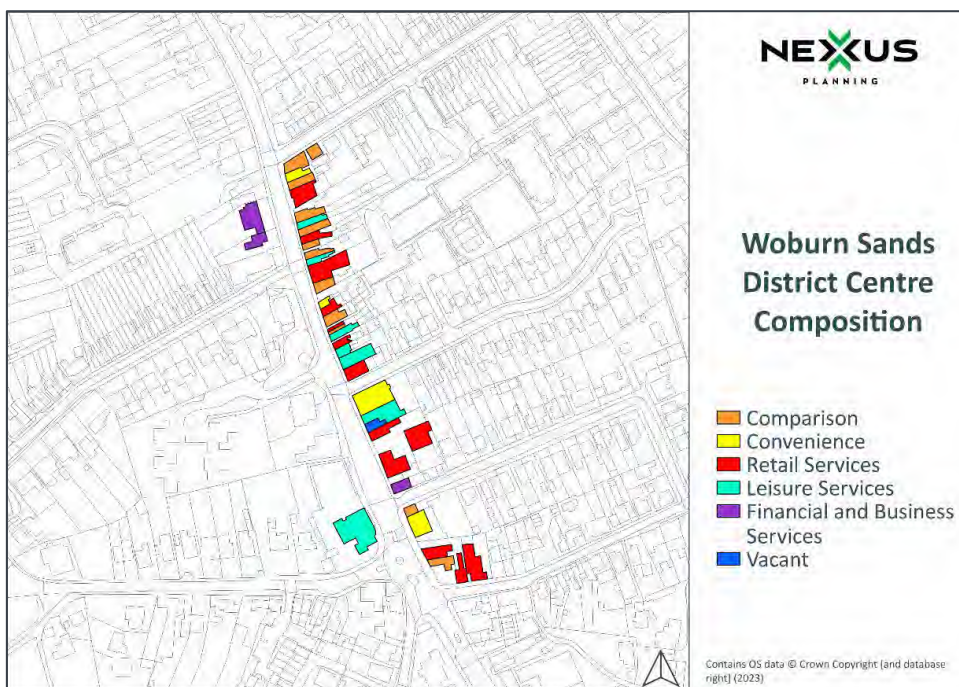 NEXUS
PLANNING
Woburn Sands
District Centre
Composition
Comparison
Convenience
Retail Services
Leisure Services
Financial and Business
Services
Vacant
Contains OS data © Crown Copyright (and database
right) (2023)